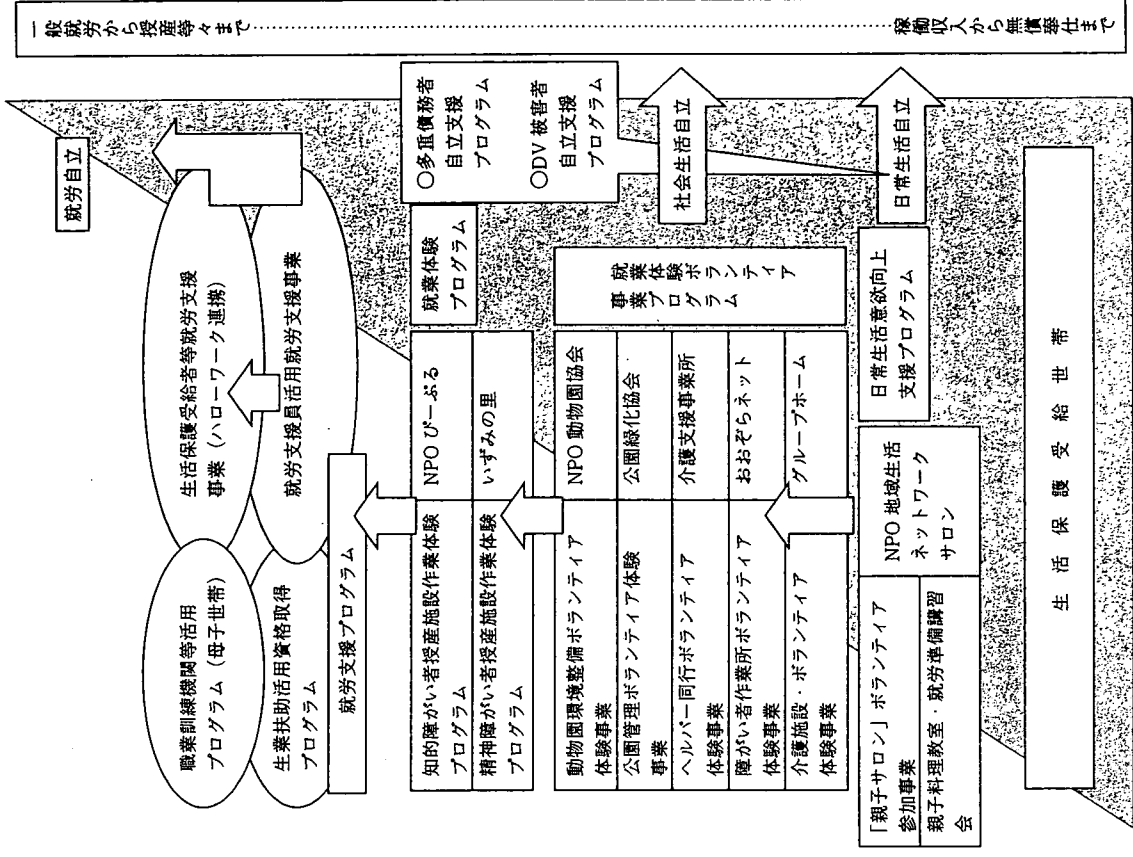 一般就労から授産等々まで……………………………………稼働収入から無償奉仕まで
就労自立
職業訓練機関等活用
プログラム（母子世帯）
生活保護受給者等就労支援
事業（ハローワーク連携）
生業扶助活用資格取得
プログラム
就労支援員活用就労支援事業
就労支援プログラム
知的障がい者授産施設作業体験
プログラム
NPO ぴーぷる
精神障がい者授産施設作業体験
プログラム
いずみの里
就業体験
プログラム
○多重債務者
自立支援
プログラム
○DV 被害者
自立支援
プログラム
動物園環境整備ボランティア
体験事業
NPO 動物園協会
公園管理ボランティア体験
事業
公園緑化協会
ヘルパー同行ボランティア
体験事業
介護支援事業所
障がい者作業所ボランティア
体験事業
おおぞらネット
介護施設・ボランティア
体験事業
グループホーム
就業体験ボランティア
事業プログラム
社会生活自立
「親子サロン」ボランティア
参加事業
親子料理教室・就労準備講習
会
NPO 地域生活
ネットワーク
サロン
日常生活意欲向上
支援プログラム
日常生活自立
生活保護受給世帯